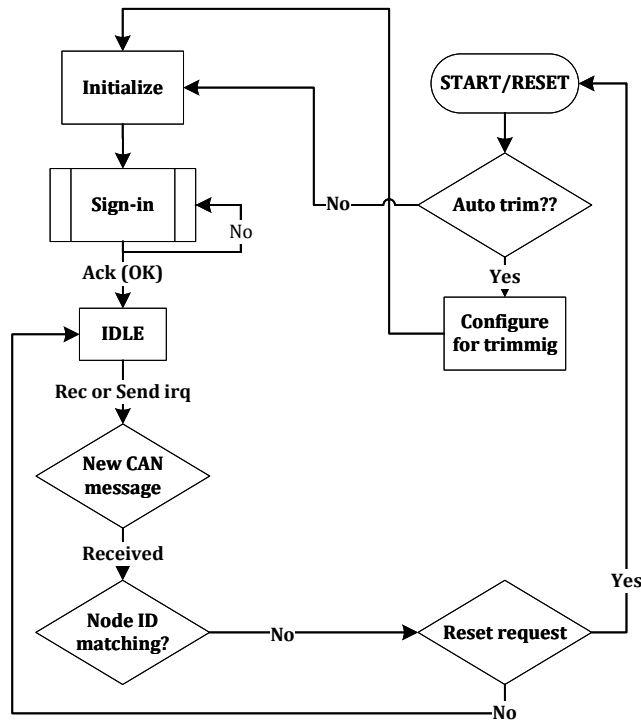 Initialize
START/RESET
Sign-in
No
Auto trim??
No
Ack (OK)
Yes
IDLE
Configure
for trimmig
Rec or Send irq
New CAN
message
Received
Yes
Node ID
matching?
No
Reset request
No